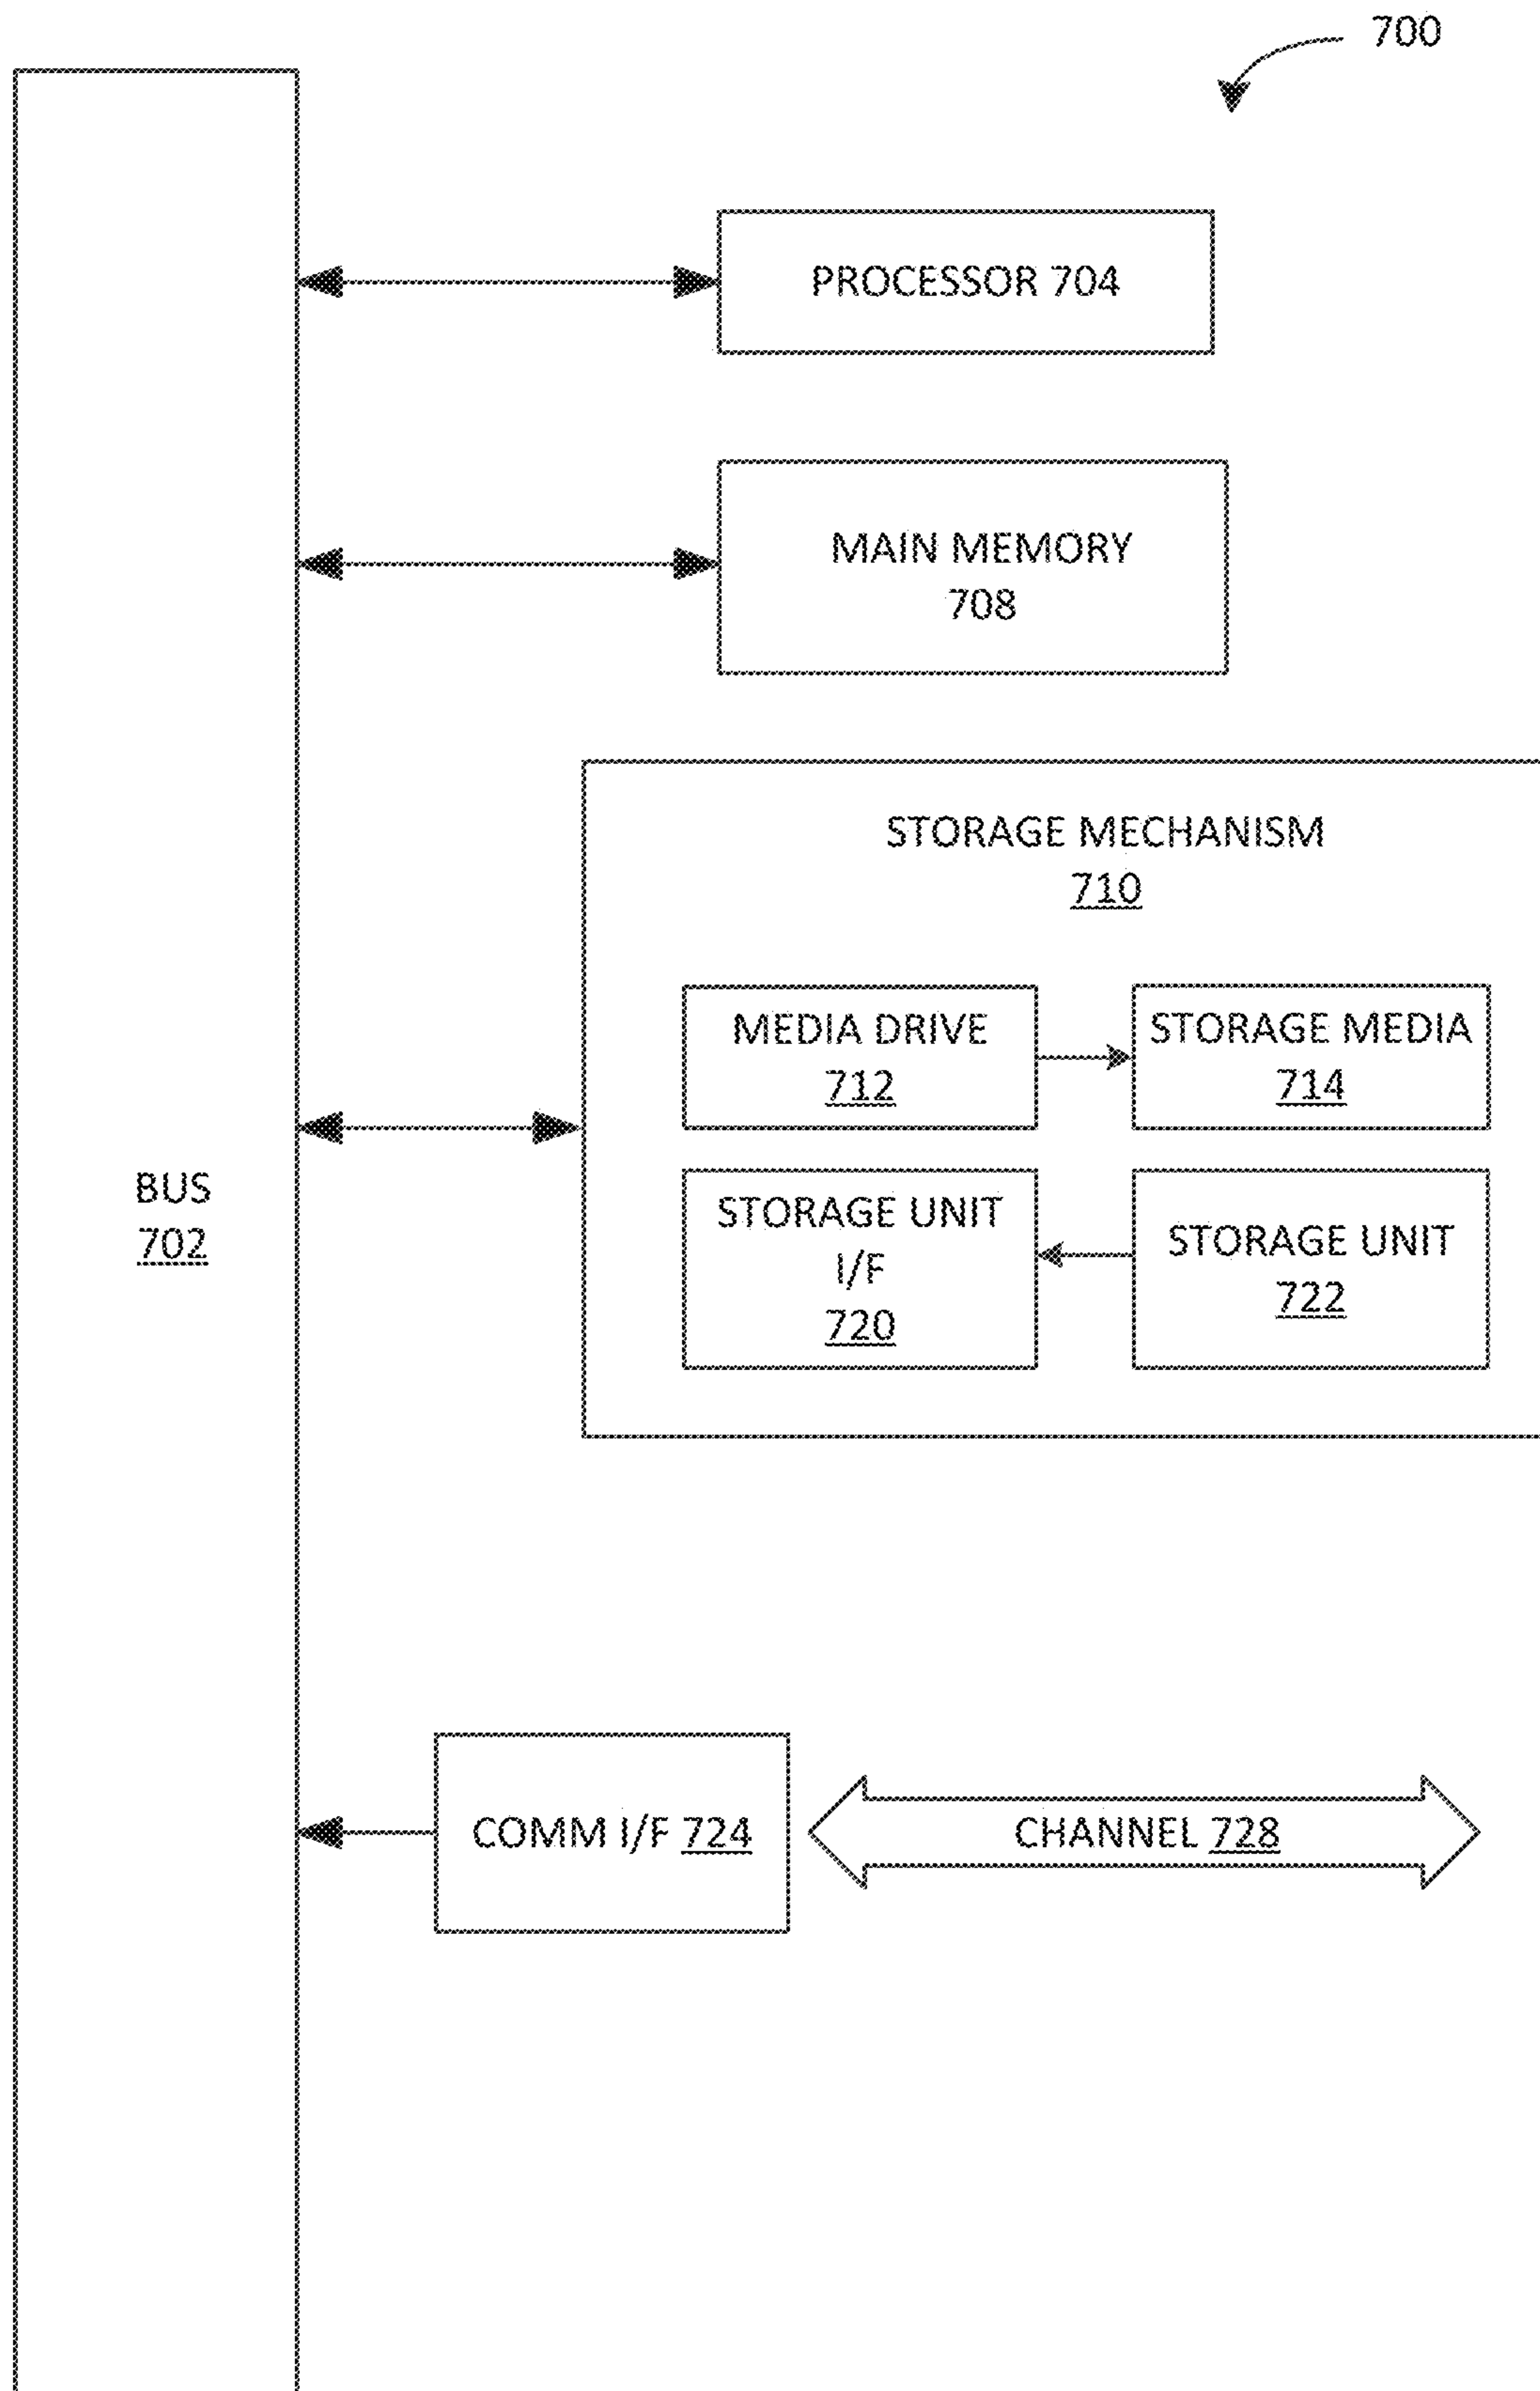 700
PROCESSOR 704
MAIN MEMORY
708
STORAGE MECHANISM
710
MEDIA DRIVE
712
STORAGE MEDIA
714
BUS
702
STORAGE UNIT
I/F
720
STORAGE UNIT
722
COMM I/F 724
CHANNEL 728